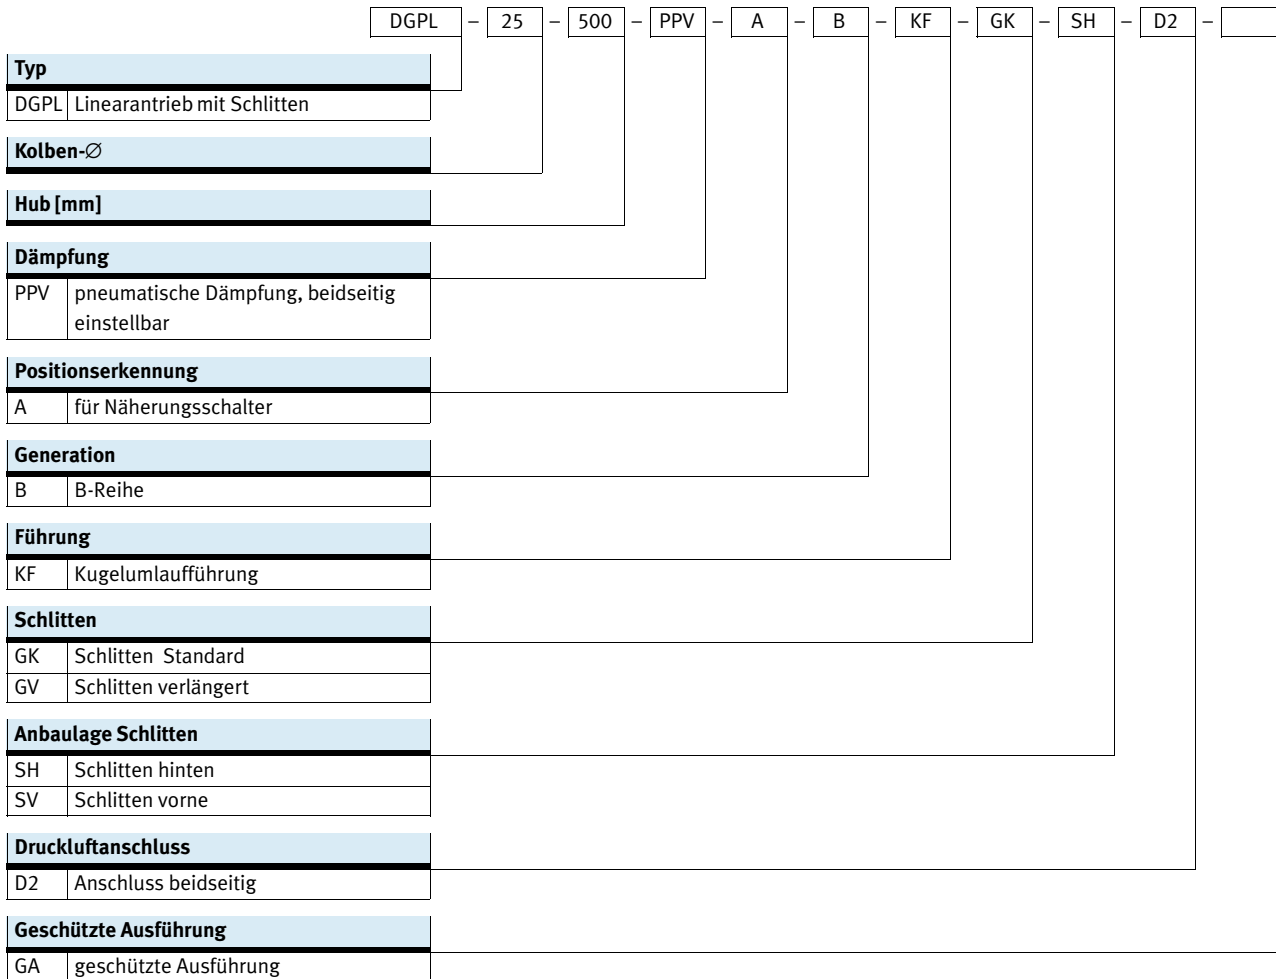 DGPL – 25 – 500 – PPV – A – B – KF – GK – SH – D2 –
Typ
DGPL Linearantrieb mit Schlitten
Kolben-∅
Hub [mm]
Dämpfung
PPV pneumatische Dämpfung, beidseitig
einstellbar
Positionserkennung
A für Näherungsschalter
Generation
B B-Reihe
Führung
KF Kugelumlaufführung
Schlitten
GK Schlitten Standard
GV Schlitten verlängert
Anbaulage Schlitten
SH Schlitten hinten
SV Schlitten vorne
Druckluftanschluss
D2 Anschluss beidseitig
Geschützte Ausführung
GA geschützte Ausführung